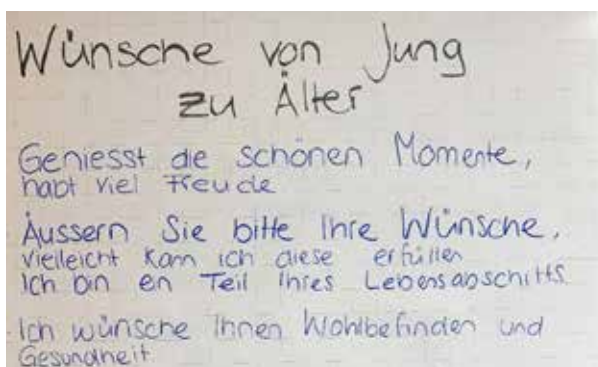 Wünsche von Jung
zu Älter
Geniesst die schönen Momente,
habt viel Freude
Äussern Sie bitte Ihre Wünsche,
vielleicht kann ich diese erfüllen
Ich bin en Teil Ihres Lebensabschitts.
Ich wünsche Ihnen Wohlbefinden und
Gesundheit